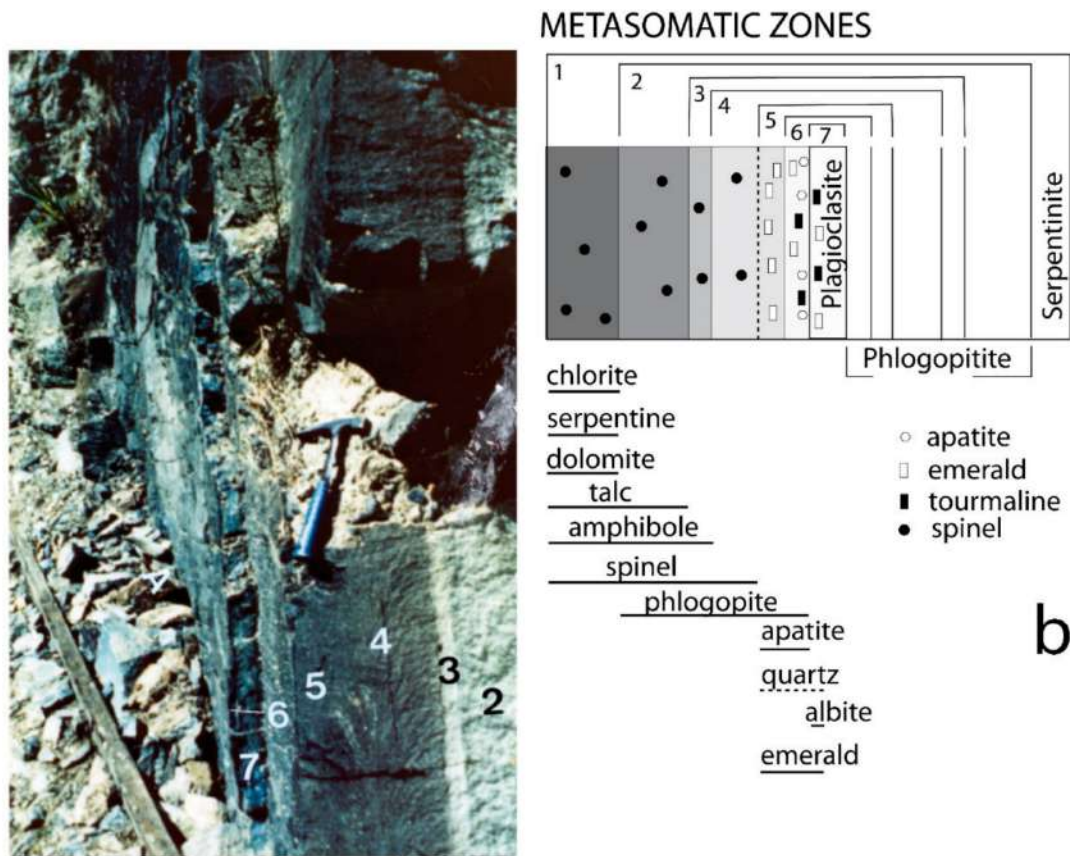 METASOMATIC ZONES
1
2
3
4
5
6
7
Plagioclasite
Serpentinite
Phlogopitite
chlorite
serpentine
dolomite
talc
amphibole
spinel
phlogopite
apatite
quartz
albite
emerald
apatite
emerald
tourmaline
spinel
b
4
3
5
2
6
7